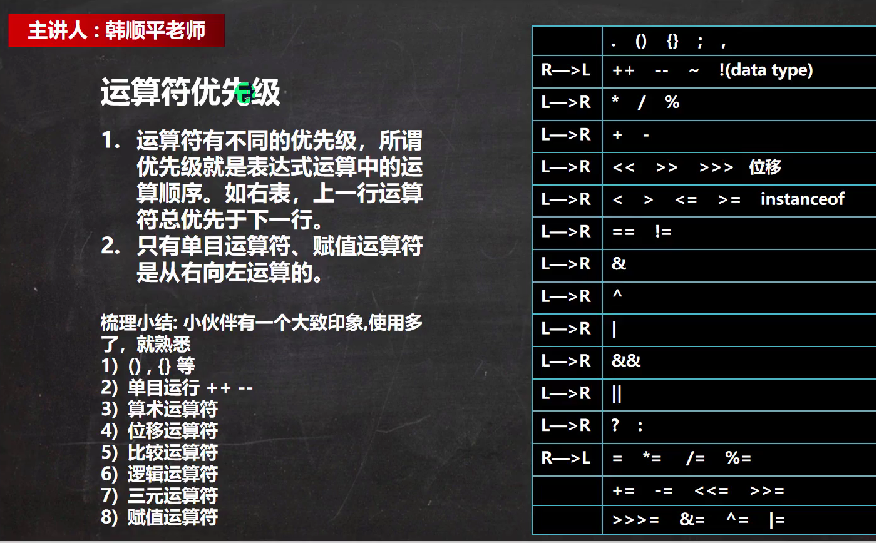 主讲人：韩顺平老师
运算符优先级
1. 运算符有不同的优先级，所谓
优先级就是表达式运算中的运
算顺序。如右表，上一行运算
符总优先于下一行。
2. 只有单目运算符、赋值运算符
是从右向左运算的。
梳理小结: 小伙伴有一个大致印象,使用多
了，就熟悉
1) () , {} 等
2) 单目运行 ++ --
3) 算术运算符
4) 位移运算符
5) 比较运算符
6) 逻辑运算符
7) 三元运算符
8) 赋值运算符
. () {} ; ,
R—>L ++ -- ~ !(data type)
L—>R * / %
L—>R + -
L—>R << >> >>> 位移
L—>R < > <= >= instanceof
L—>R == !=
L—>R &
L—>R ^
L—>R |
L—>R &&
L—>R ||
L—>R ? :
R—>L = *= /= %=
+= -= <<= >>=
>>>= &= ^= |=